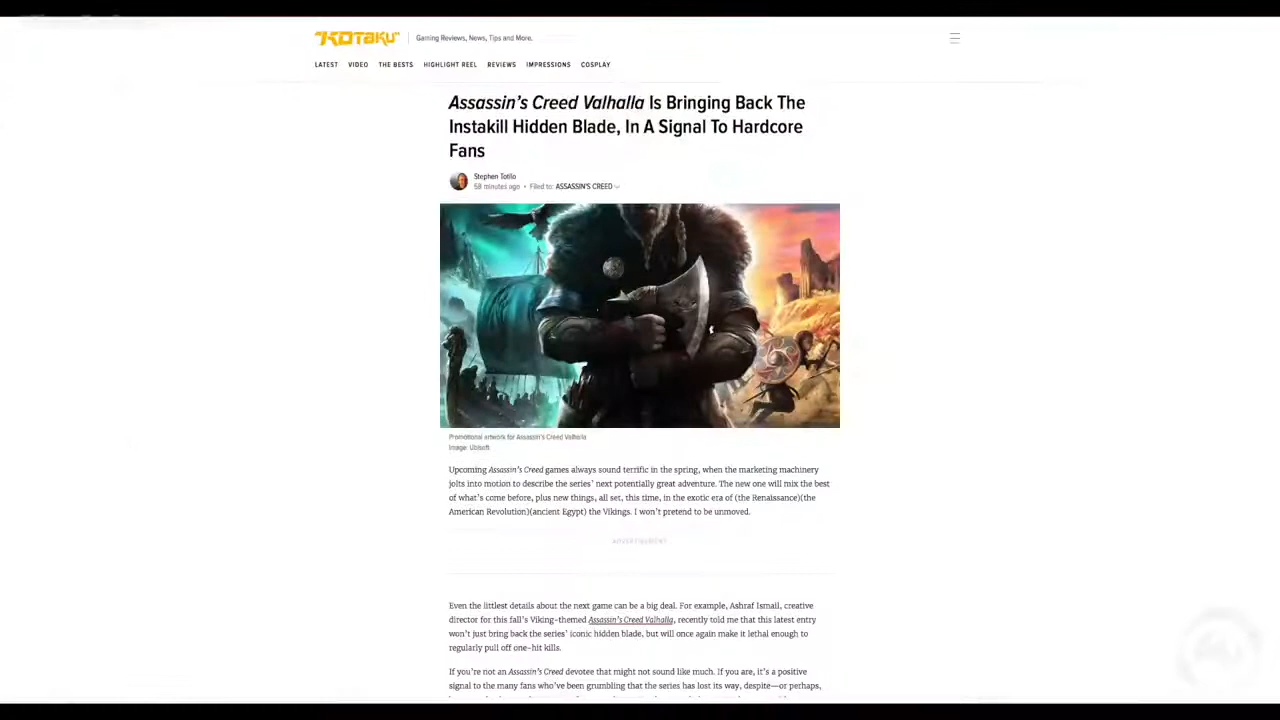 KOTAKU
Gaming Reviews, News, Tips and More.
LATEST VIDEO THE BESTS HIGHLIGHT REEL REVIEWS IMPRESSIONS COSPLAY
Assassin's Creed Valhalla Is Bringing Back The
Instakill Hidden Blade, In A Signal To Hardcore
Fans
Stephen Totilo
58 minutes ago • Filed to: ASSASSIN'S CREED
Promotional artwork for Assassin's Creed Valhalla
Image: Ubisoft
Upcoming Assassin's Creed games always sound terrific in the spring, when the marketing machinery
jolts into motion to describe the series' next potentially great adventure. The new one will mix the best
of what's come before, plus new things, all set, this time, in the exotic era of (the Renaissance)(the
American Revolution)(ancient Egypt) the Vikings. I won't pretend to be unmoved.
ADVERTISEMENT
Even the littlest details about the next game can be a big deal. For example, Ashraf Ismail, creative
director for this fall's Viking-themed Assassin's Creed Valhalla, recently told me that this latest entry
won't just bring back the series' iconic hidden blade, but will once again make it lethal enough to
regularly pull off one-hit kills.
If you're not an Assassin's Creed devotee that might not sound like much. If you are, it's a positive
signal to the many fans who've been grumbling that the series has lost its way, despite—or perhaps,